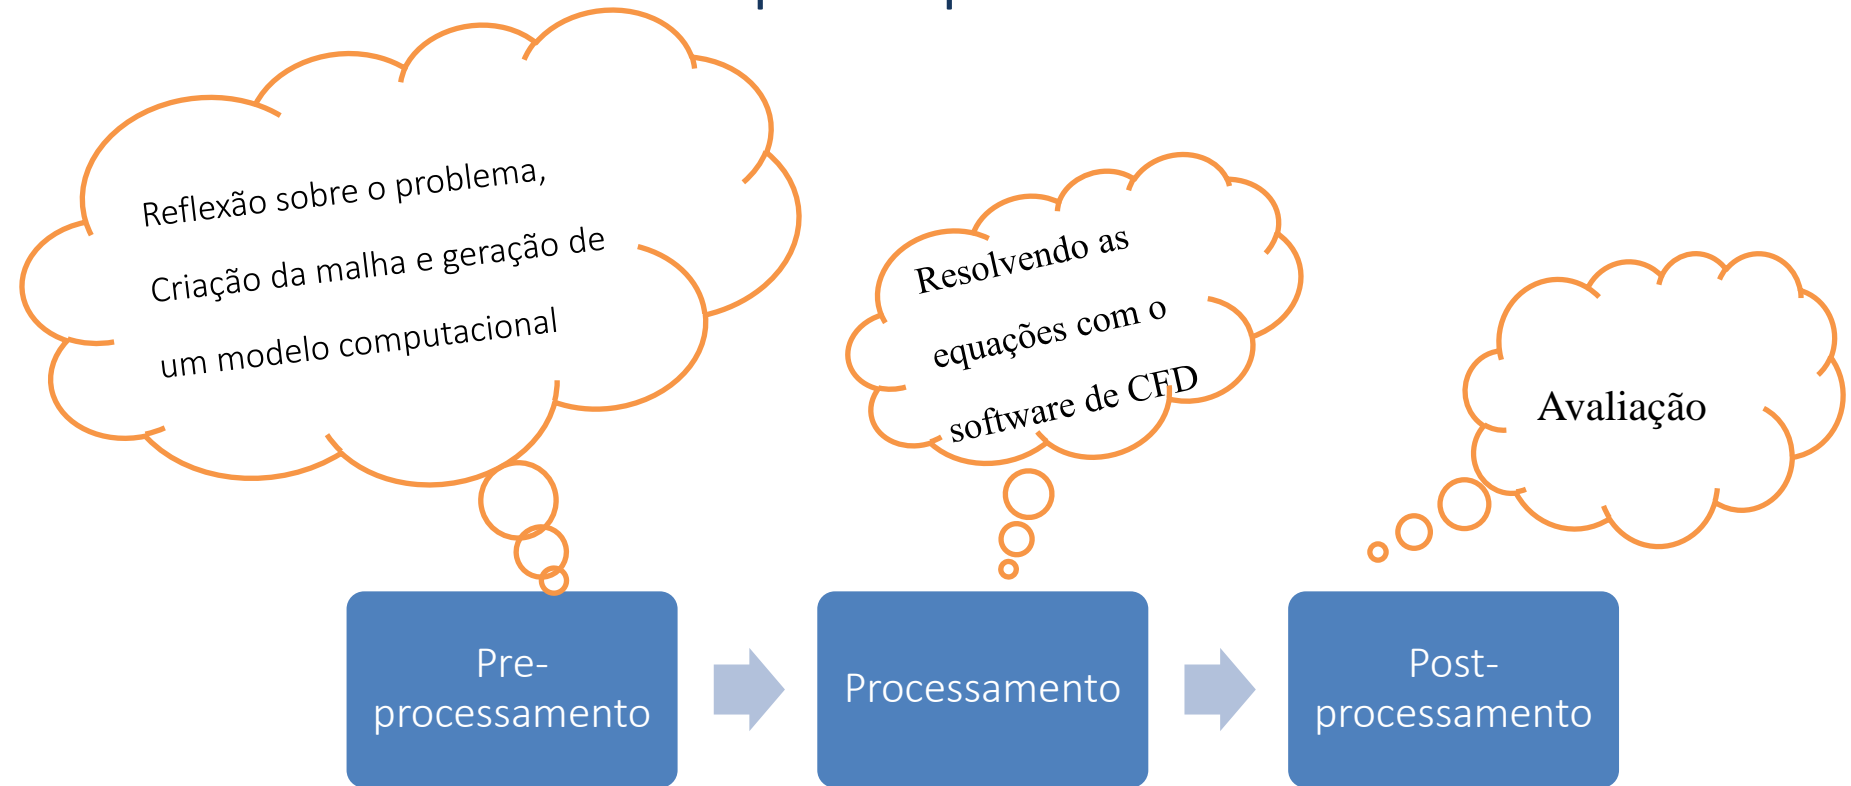 Reflexão sobre o problema,
Criação da malha e geração de
um modelo computacional
Resolvendo as
equações com o
software de CFD
Avaliação
Pre-
processamento
Processamento
Post-
processamento